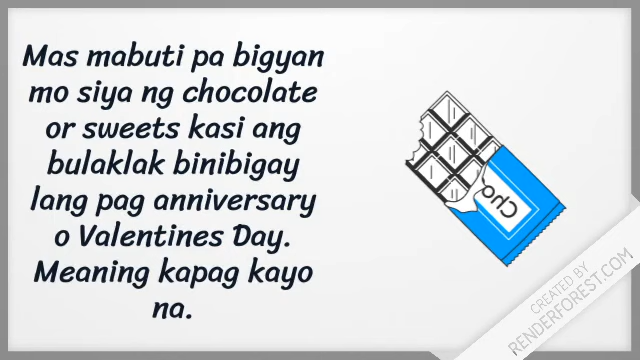 Mas mabuti pa bigyan
mo siya ng chocolate
or sweets kasi ang
bulaklak binibigay
lang pag anniversary
o Valentines Day.
Meaning kapag kayo
na.
Cho
CREATED BY
RENDERFOREST.COM